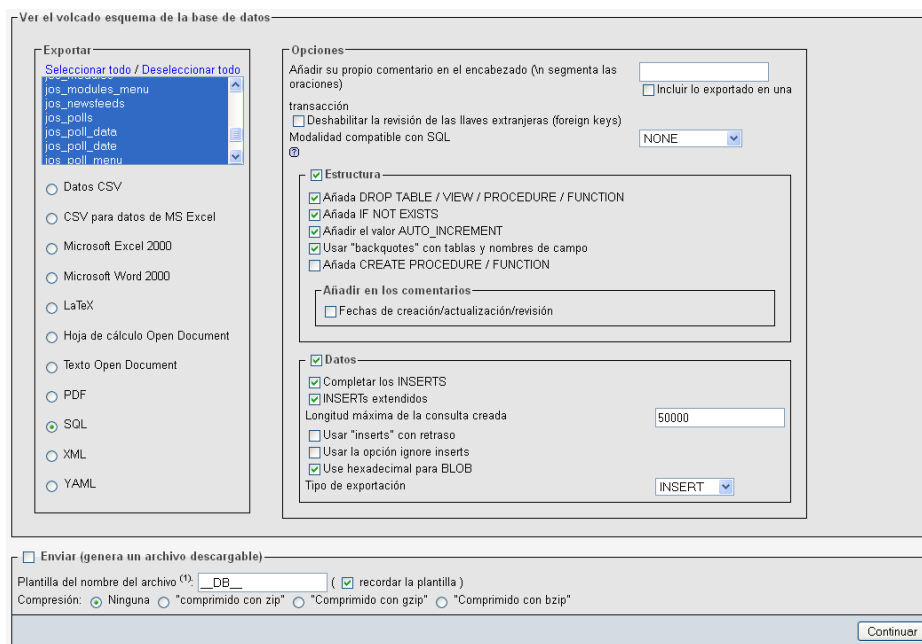 Ver el volcado esquema de la base de datos
Exportar
Seleccionar todo / Deseleccionar todo
jos_modules_menu
jos_newsfeeds
jos_polls
jos_poll_data
jos_poll_date
jos_poll_menu
Datos CSV
CSV para datos de MS Excel
Microsoft Excel 2000
Microsoft Word 2000
LaTeX
Hoja de cálculo Open Document
Texto Open Document
PDF
SQL
XML
YAML
Opciones
Añadir su propio comentario en el encabezado (\n segmenta las
oraciones)
Incluir lo exportado en una
transacción
Deshabilitar la revisión de las llaves extranjeras (foreign keys)
Modalidad compatible con SQL
NONE
?
Estructura
Añada DROP TABLE / VIEW / PROCEDURE / FUNCTION
Añada IF NOT EXISTS
Añadir el valor AUTO_INCREMENT
Usar "backquotes" con tablas y nombres de campo
Añada CREATE PROCEDURE / FUNCTION
Añadir en los comentarios
Fechas de creación/actualización/revisión
Datos
Completar los INSERTS
INSERTs extendidos
Longitud máxima de la consulta creada 50000
Usar "inserts" con retraso
Usar la opción ignore inserts
Use hexadecimal para BLOB
Tipo de exportación INSERT
Enviar (genera un archivo descargable)
Plantilla del nombre del archivo (1): __DB__ ( recordar la plantilla )
Compresión: Ninguna "comprimido con zip" "Comprimido con gzip" "Comprimido con bzip"
Continuar